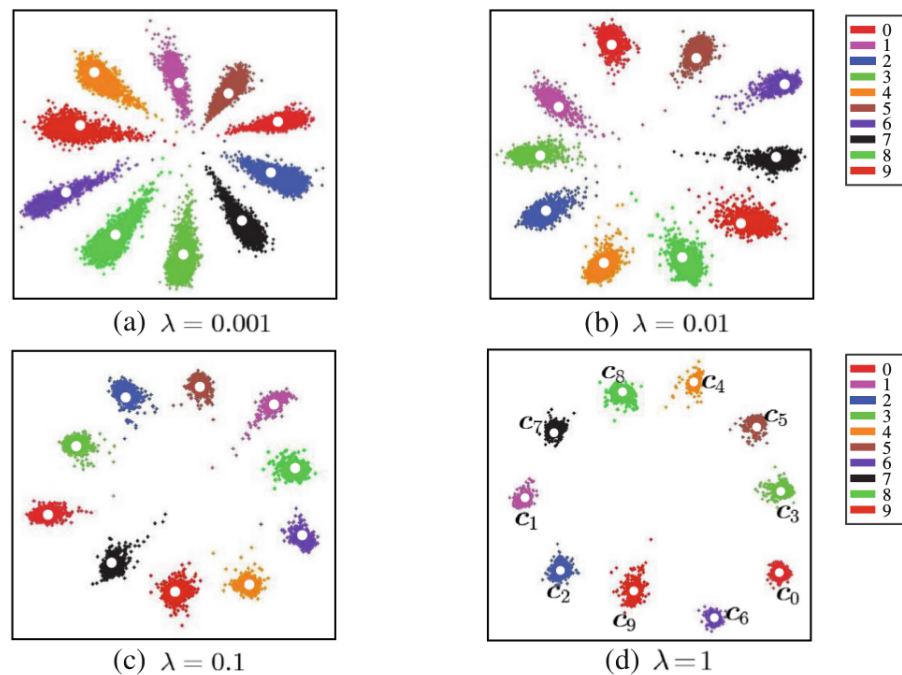 0
1
2
3
4
5
6
7
8
9
(a) λ = 0.001
(b) λ = 0.01
0
1
2
3
4
5
6
7
8
9
c₈
c₄
c₇
c₅
c₁
c₃
c₂
c₀
c₉
c₆
(c) λ = 0.1
(d) λ = 1